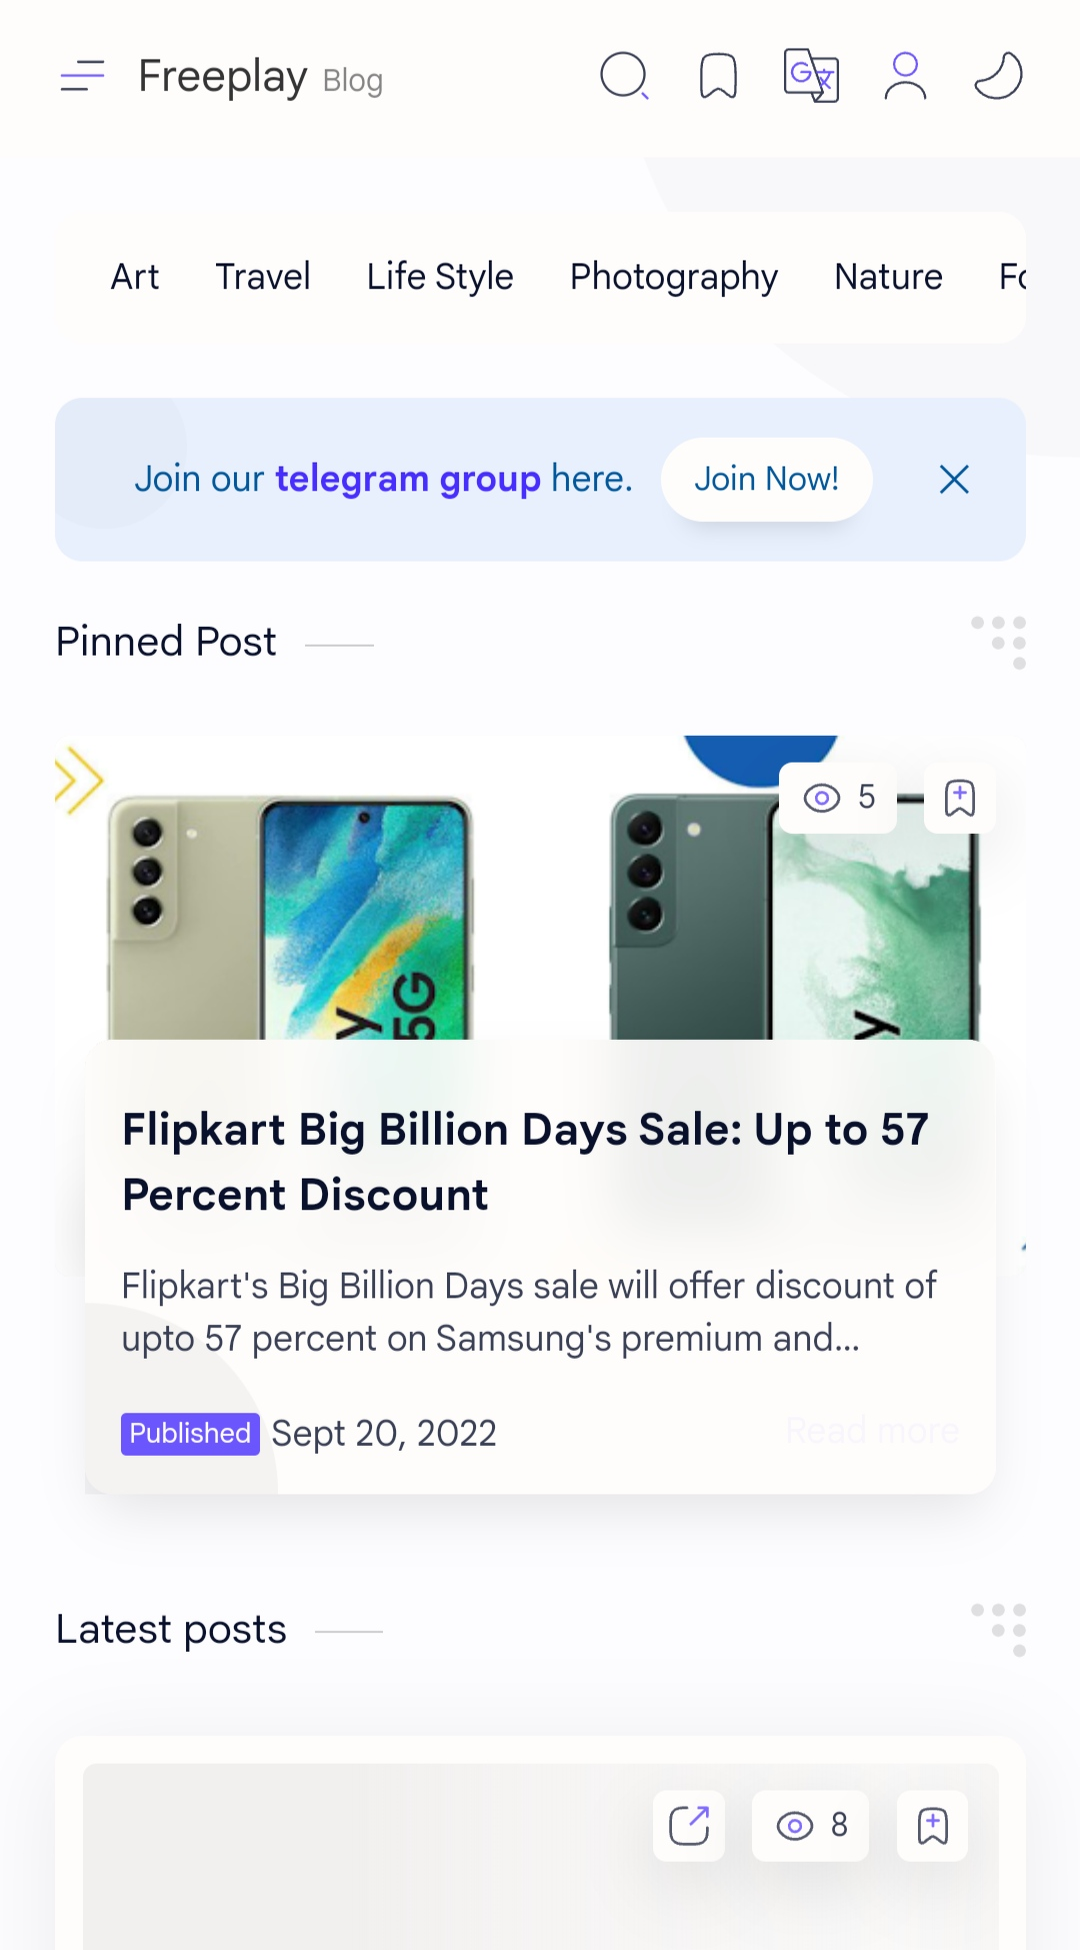 Freeplay Blog
Art Travel Life Style Photography Nature Fo
Join our telegram group here. Join Now!
Pinned Post
5
y 5G
y
Flipkart Big Billion Days Sale: Up to 57
Percent Discount
Flipkart's Big Billion Days sale will offer discount of
upto 57 percent on Samsung's premium and...
Published Sept 20, 2022 Read more
Latest posts
8